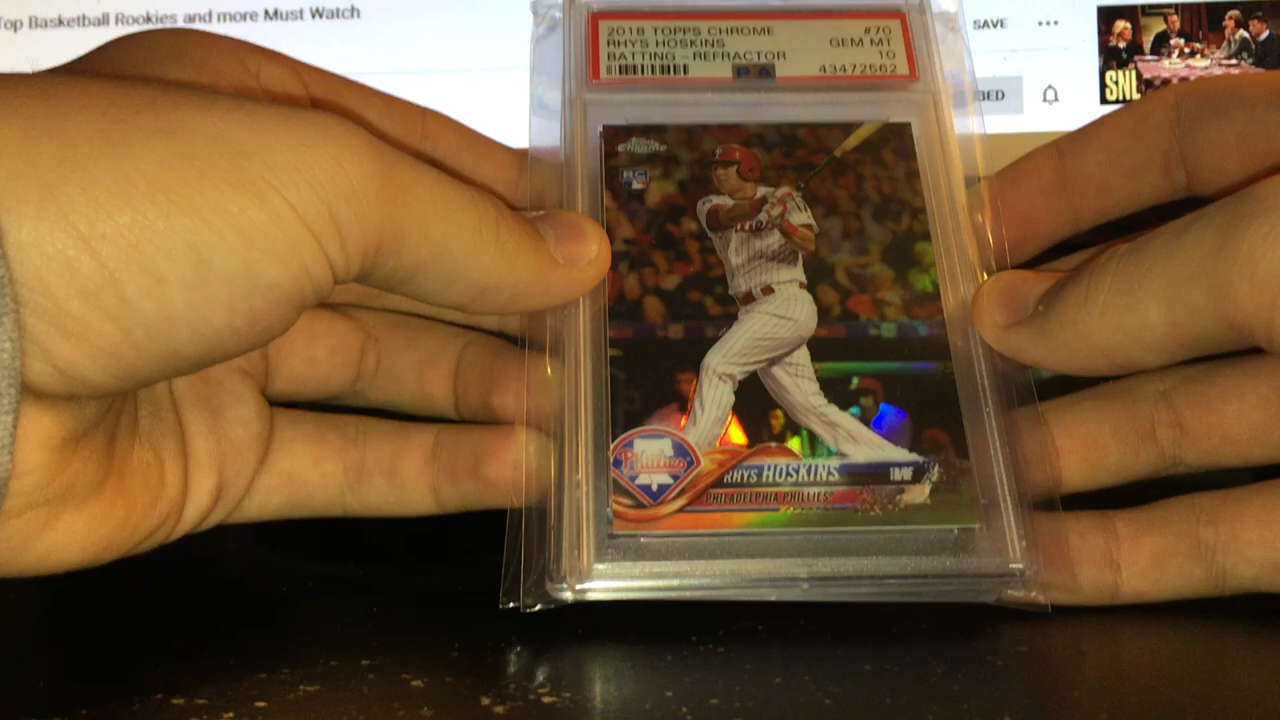 Top Basketball Rookies and more Must Watch
SAVE
SNL
2018 TOPPS CHROME #70
RHYS HOSKINS GEM MT
BATTING - REFRACTOR 10
43472562
Topps
Chrome
RC
Phillies
RHYS HOSKINS 1B/OF
PHILADELPHIA PHILLIES